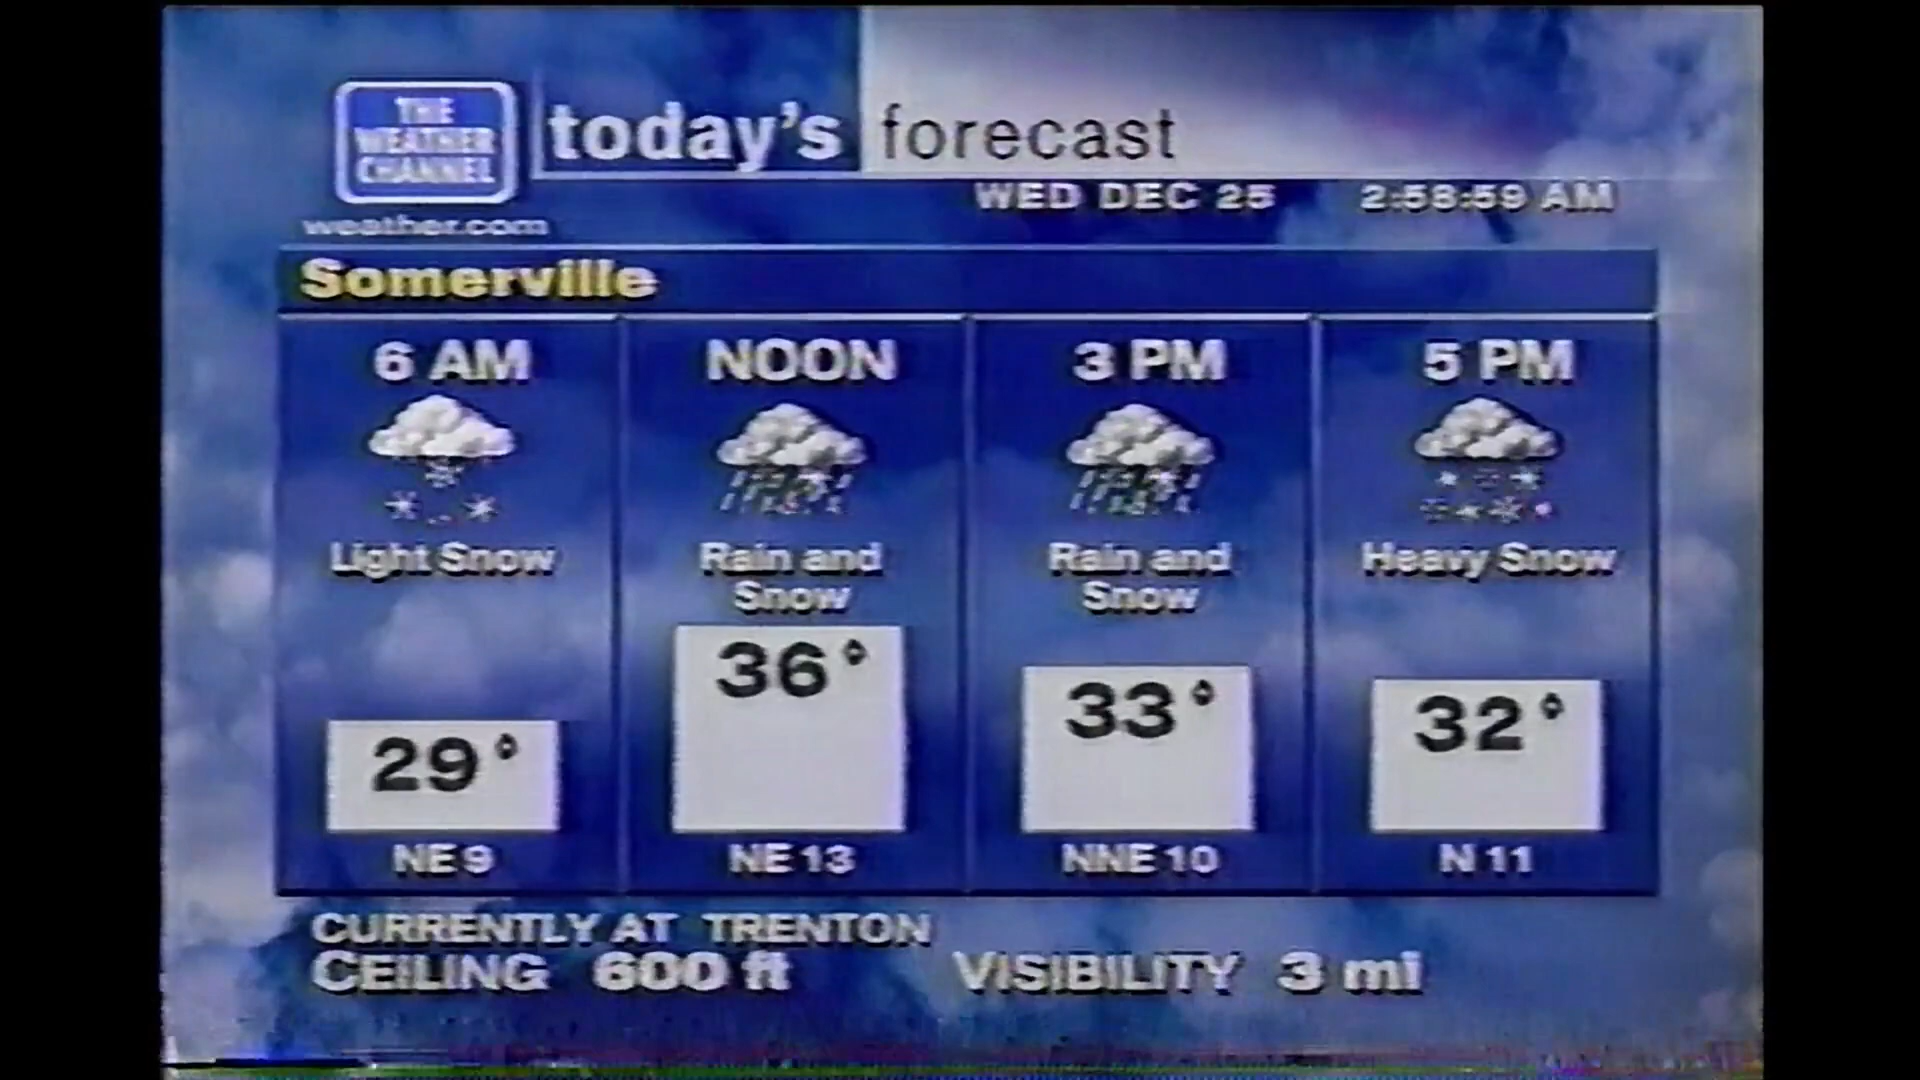 THE
WEATHER
CHANNEL
today's forecast
WED DEC 25 2:58:59 AM
weather.com
Somerville
6 AM NOON 3 PM 5 PM
Light Snow Rain and Snow Rain and Snow Heavy Snow
29° 36° 33° 32°
NE 9 NE 13 NNE 10 N 11
CURRENTLY AT TRENTON
CEILING 600 ft VISIBILITY 3 mi